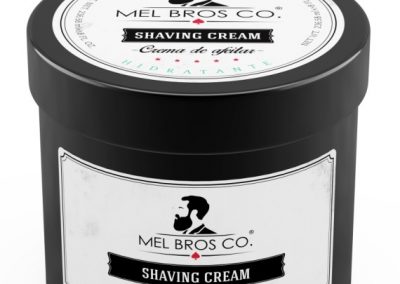 MEL BROS CO.®
SHAVING CREAM
Crema de afeitar
HIDRATANTE
MEL BROS CO.®
SHAVING CREAM